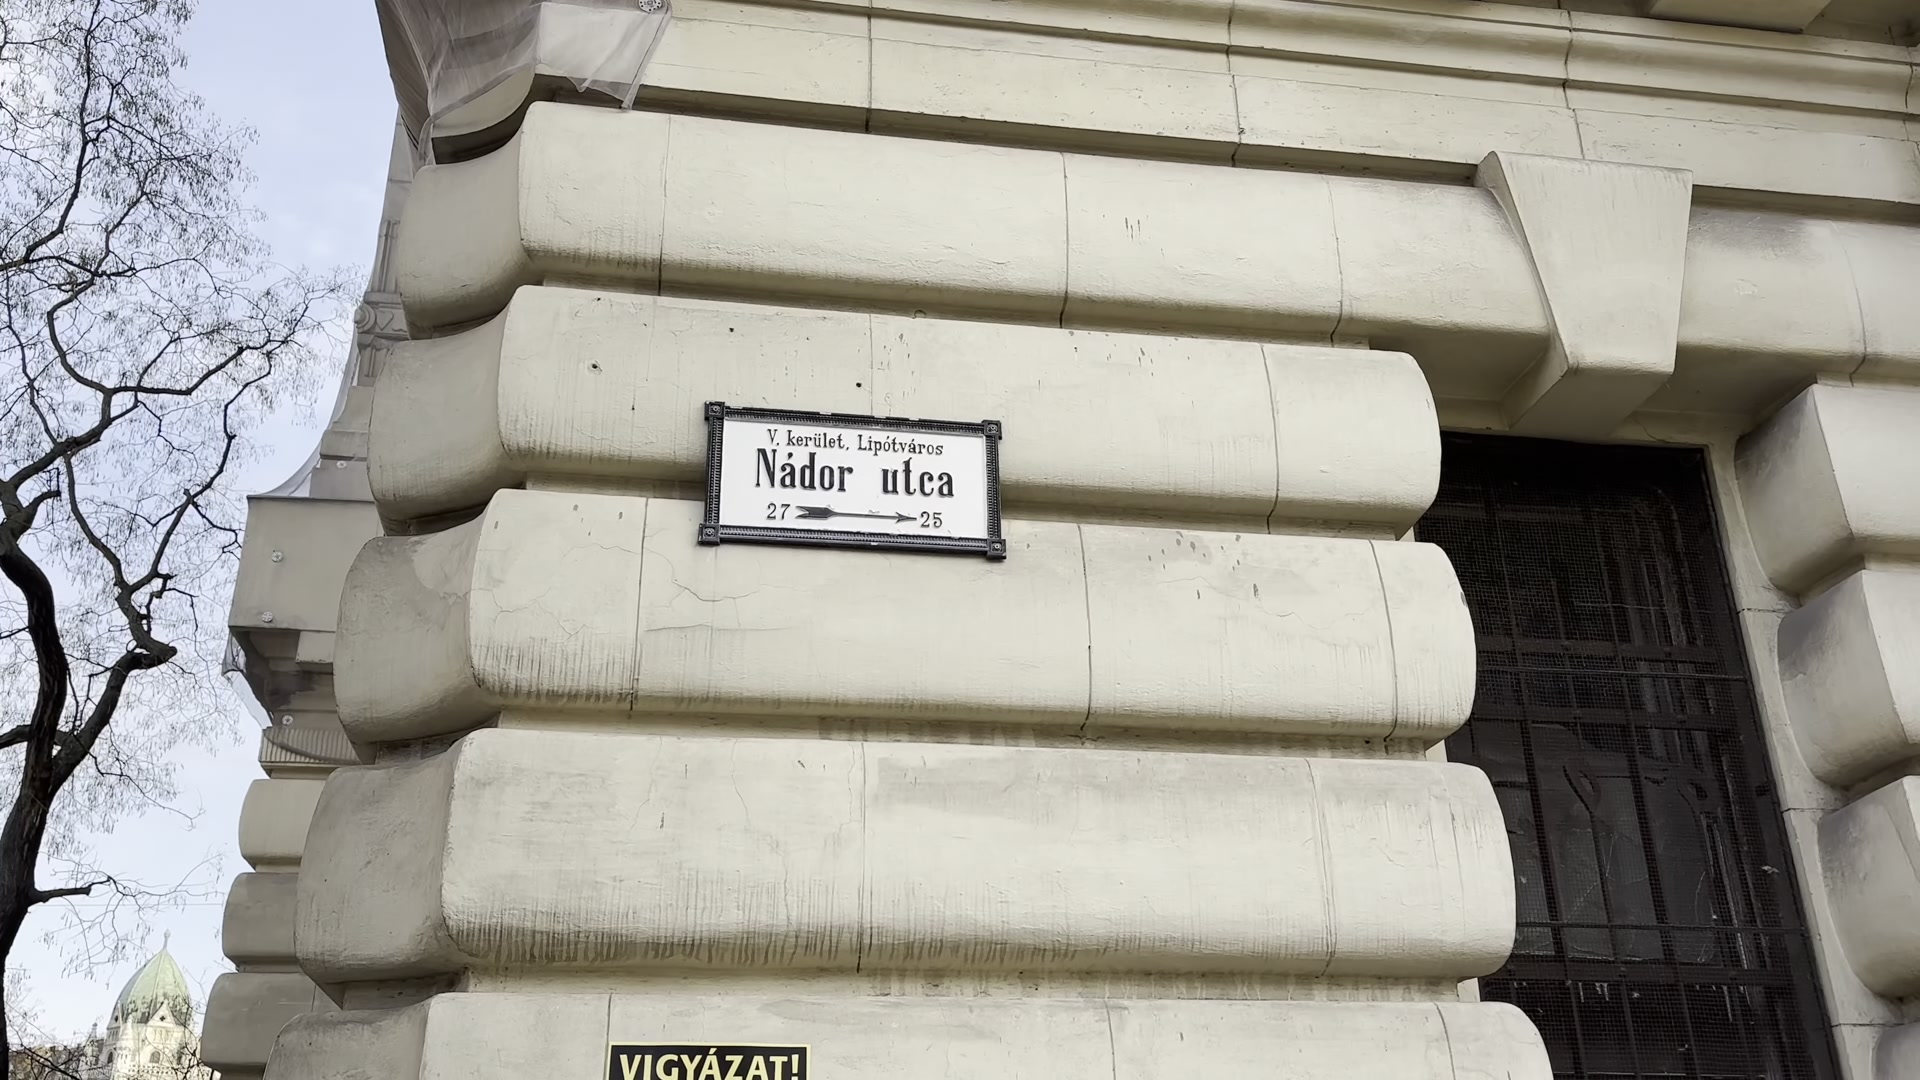 V. kerület, Lipótváros
Nádor utca
27 25
VIGYÁZAT!